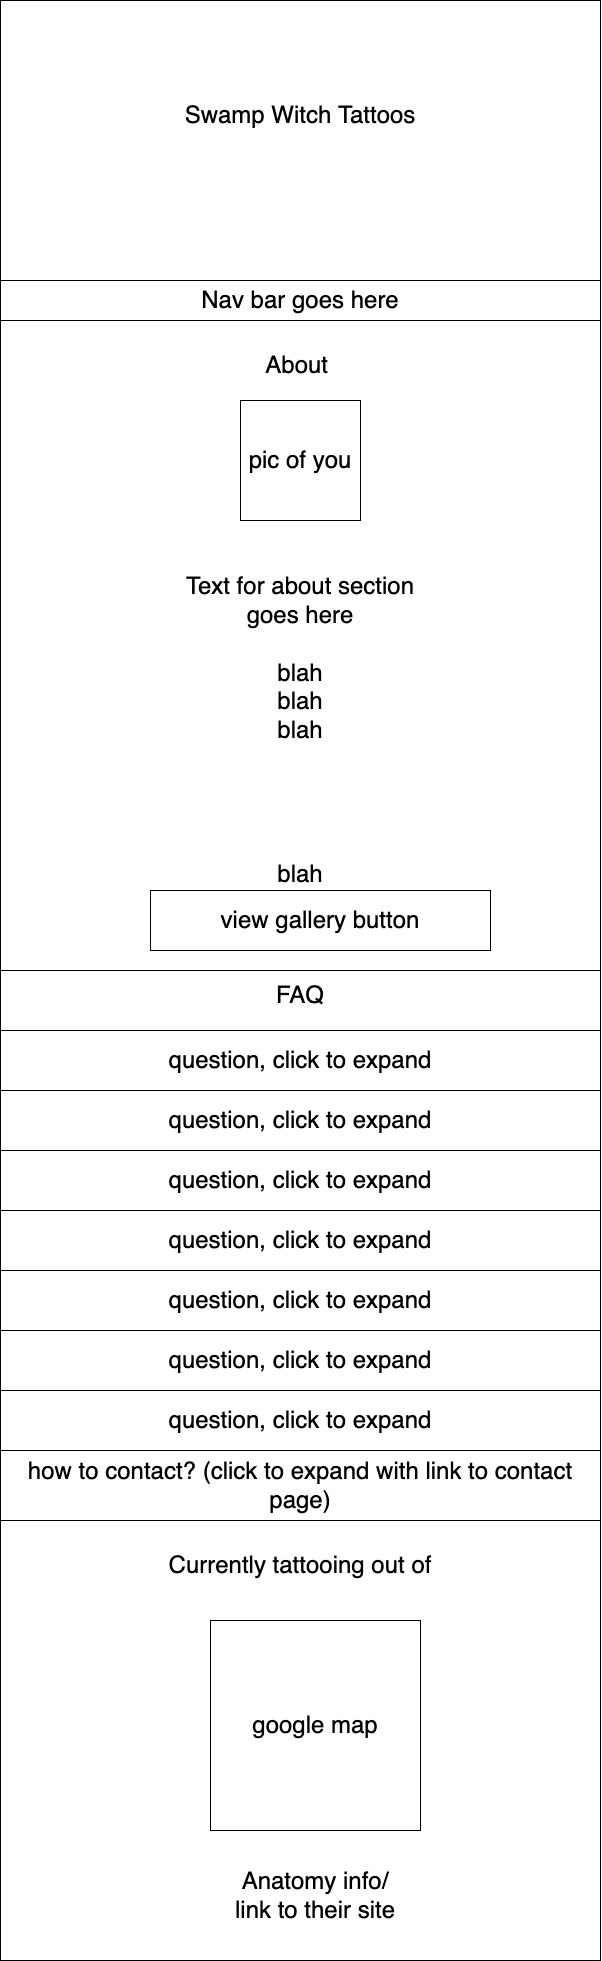 Swamp Witch Tattoos
Nav bar goes here
About
pic of you
Text for about section
goes here
blah
blah
blah
blah
view gallery button
FAQ
question, click to expand
question, click to expand
question, click to expand
question, click to expand
question, click to expand
question, click to expand
question, click to expand
how to contact? (click to expand with link to contact
page)
Currently tattooing out of
google map
Anatomy info/
link to their site